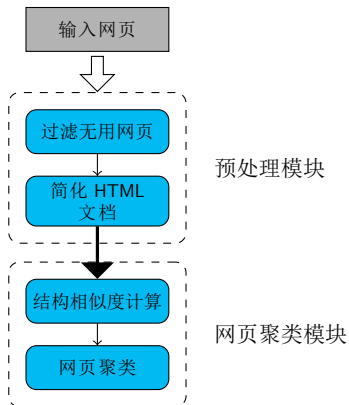 输入网页
过滤无用网页
简化 HTML
文档
预处理模块
结构相似度计算
网页聚类
网页聚类模块